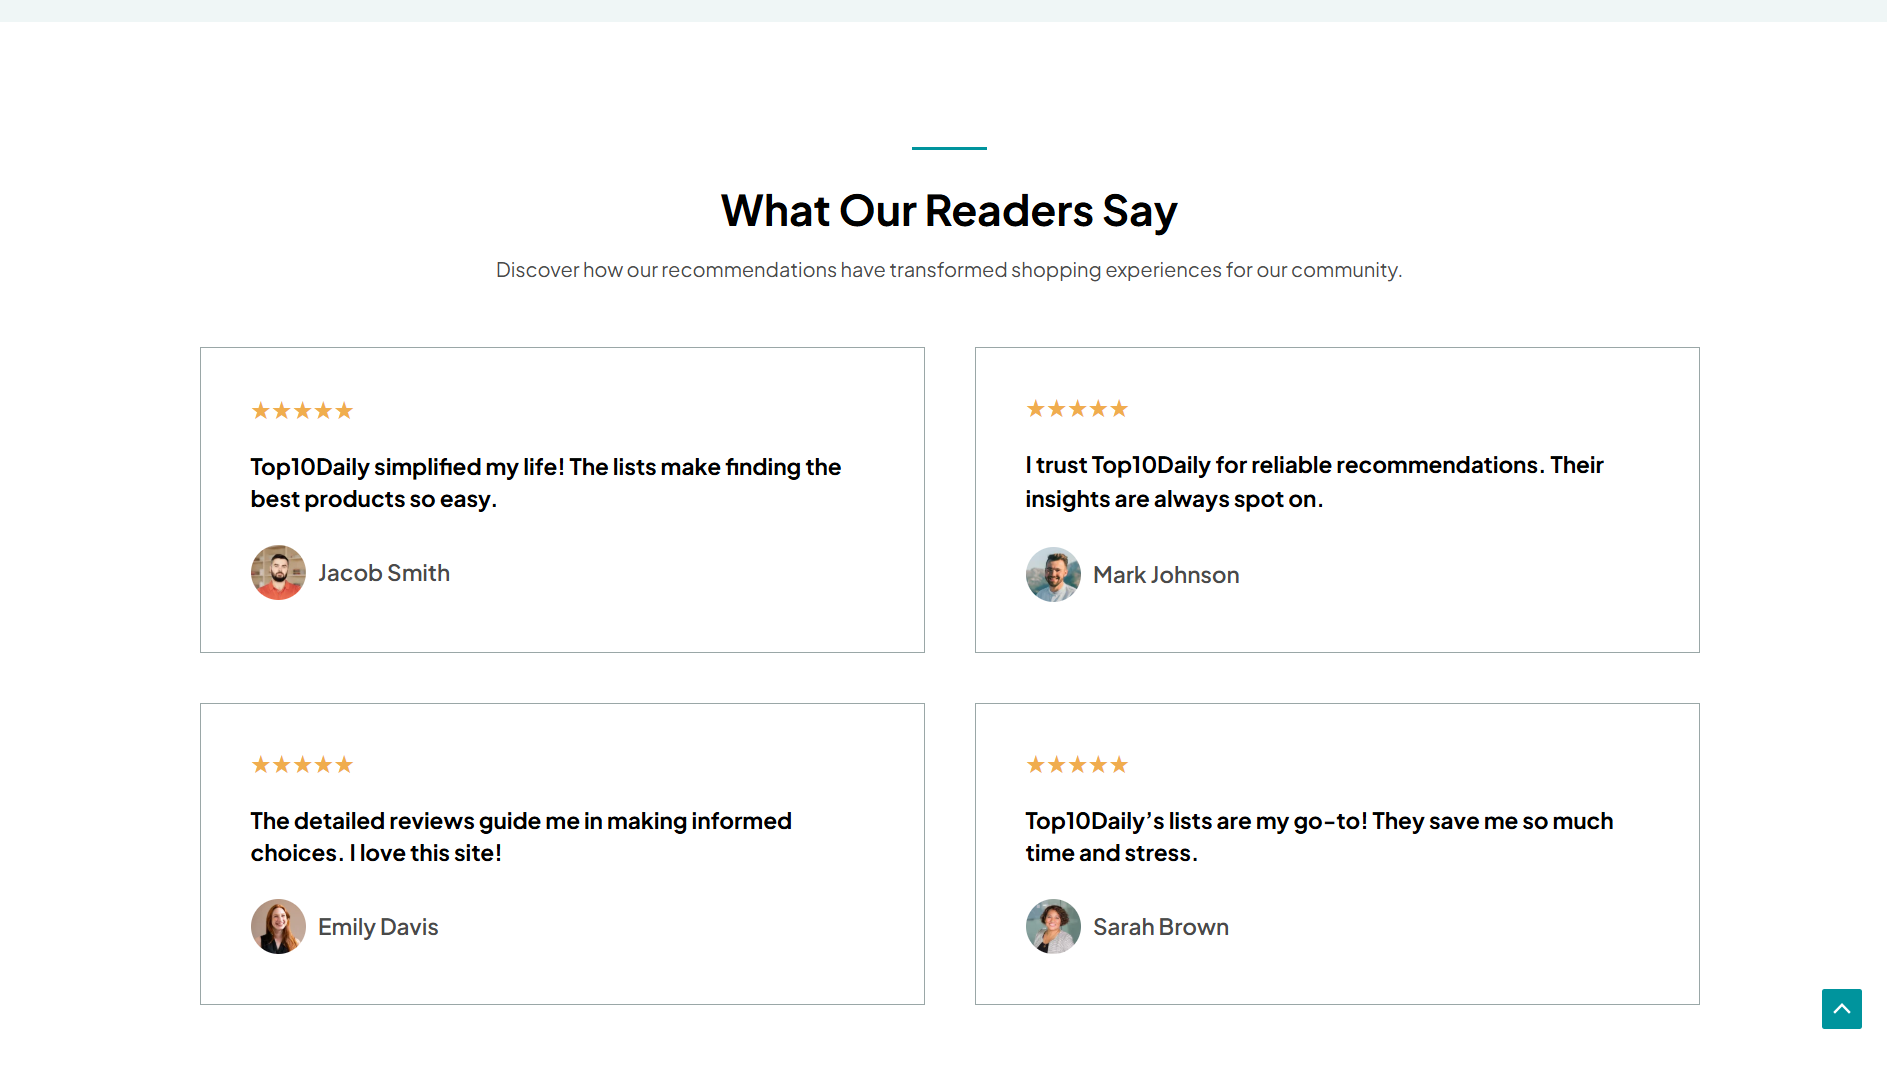 What Our Readers Say
Discover how our recommendations have transformed shopping experiences for our community.
Top10Daily simplified my life! The lists make finding the
best products so easy.
Jacob Smith
I trust Top10Daily for reliable recommendations. Their
insights are always spot on.
Mark Johnson
The detailed reviews guide me in making informed
choices. I love this site!
Emily Davis
Top10Daily’s lists are my go-to! They save me so much
time and stress.
Sarah Brown